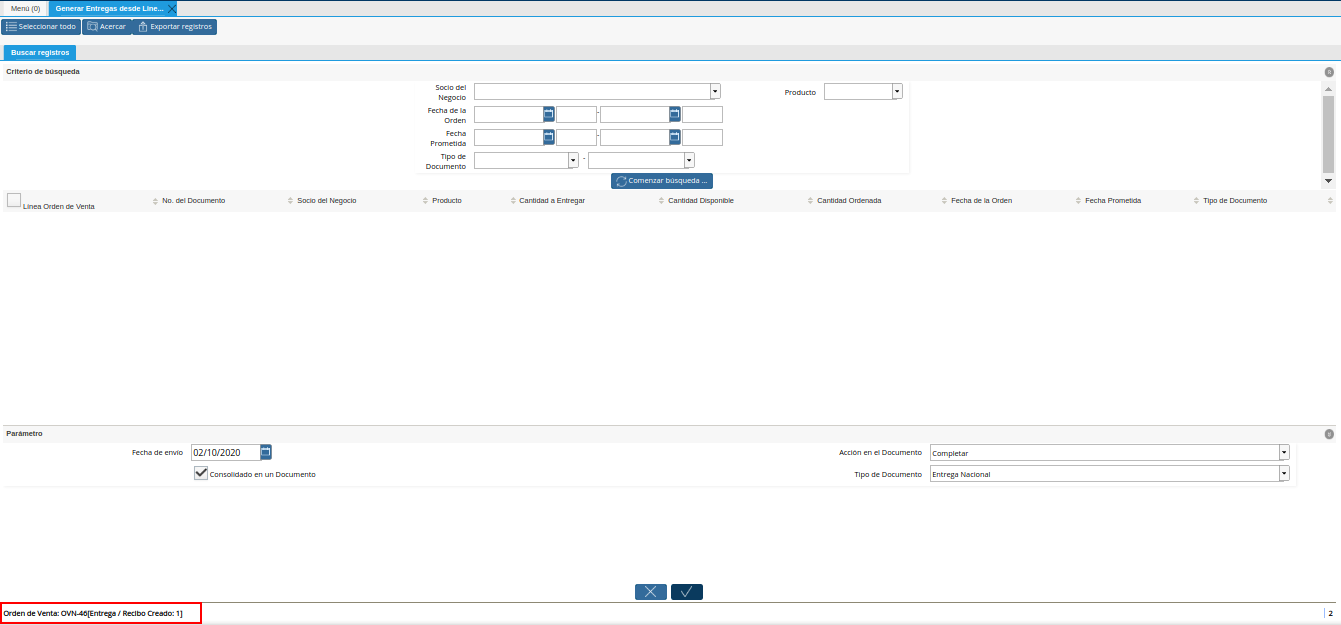 Menú (0) Generar Entregas desde Line...
Seleccionar todo Acercar Exportar registros
Buscar registros
Criterio de búsqueda
Socio del Negocio
Producto
Fecha de la Orden
-
Fecha Prometida
-
Tipo de Documento
-
Comenzar búsqueda ...
Línea Orden de Venta No. del Documento Socio del Negocio Producto Cantidad a Entregar Cantidad Disponible Cantidad Ordenada Fecha de la Orden Fecha Prometida Tipo de Documento
Parámetro
Fecha de envío 02/10/2020 Acción en el Documento Completar
Consolidado en un Documento Tipo de Documento Entrega Nacional
Orden de Venta: OVN-46[Entrega / Recibo Creado: 1] 2